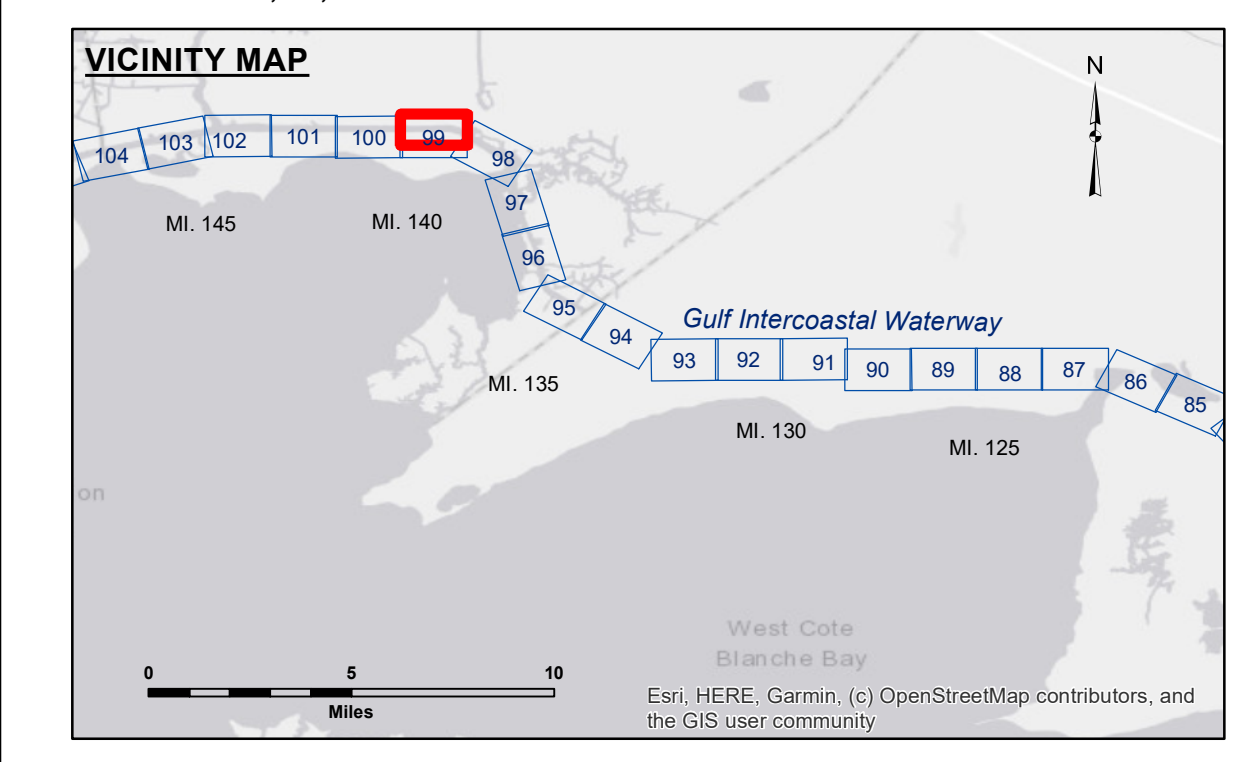 VICINITY MAP
N
104
103
102
101
100
99
98
97
96
95
94
93
92
91
90
89
88
87
86
85
MI. 145
MI. 140
Gulf Intercoastal Waterway
MI. 135
MI. 130
MI. 125
on
West Cote
Blanche Bay
0
5
10
Miles
Esri, HERE, Garmin, (c) OpenStreetMap contributors, and
the GIS user community